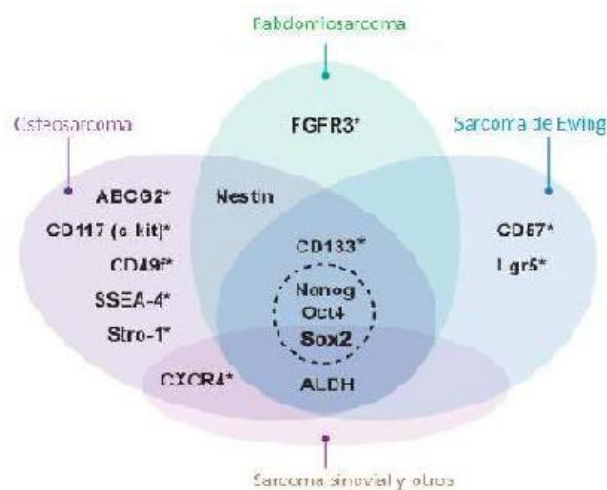 Rabdomiosarcoma
Osteosarcoma
FGFR3*
Sarcoma de Ewing
ABCG2*
Nestin
CD117 (c-kit)*
CD133*
CD57*
CD49f*
Lgr5*
SSEA-4*
Nanog
Oct4
Stro-1*
Sox2
CXCR4*
ALDH
Sarcoma sinovial y otros